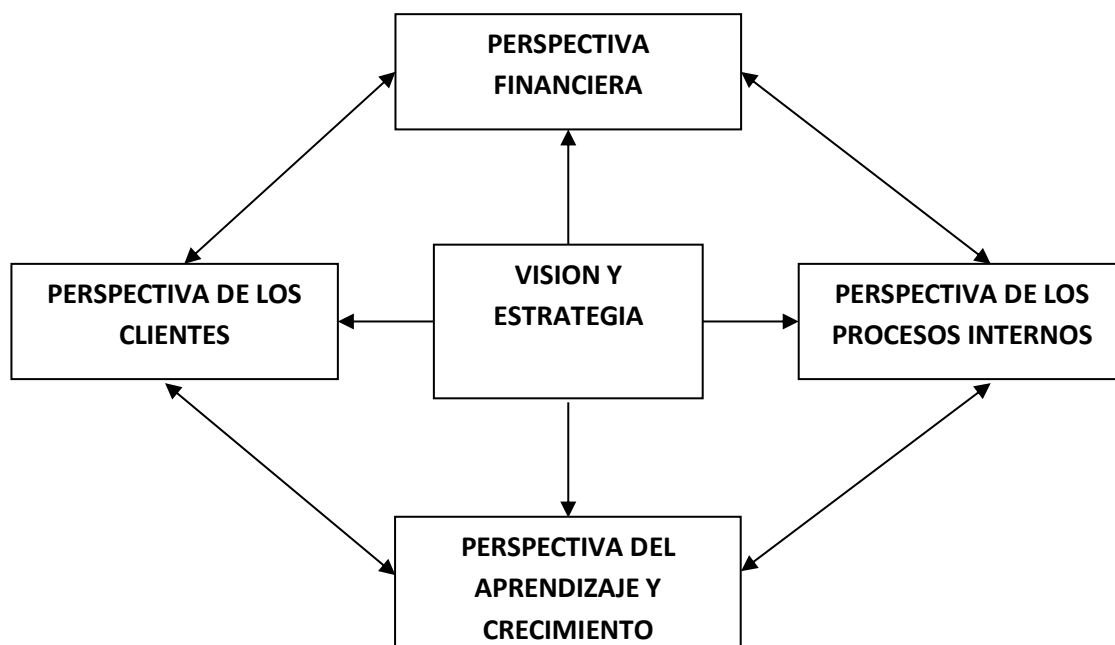 PERSPECTIVA
FINANCIERA
VISION Y
ESTRATEGIA
PERSPECTIVA DE LOS
CLIENTES
PERSPECTIVA DE LOS
PROCESOS INTERNOS
PERSPECTIVA DEL
APRENDIZAJE Y
CRECIMIENTO